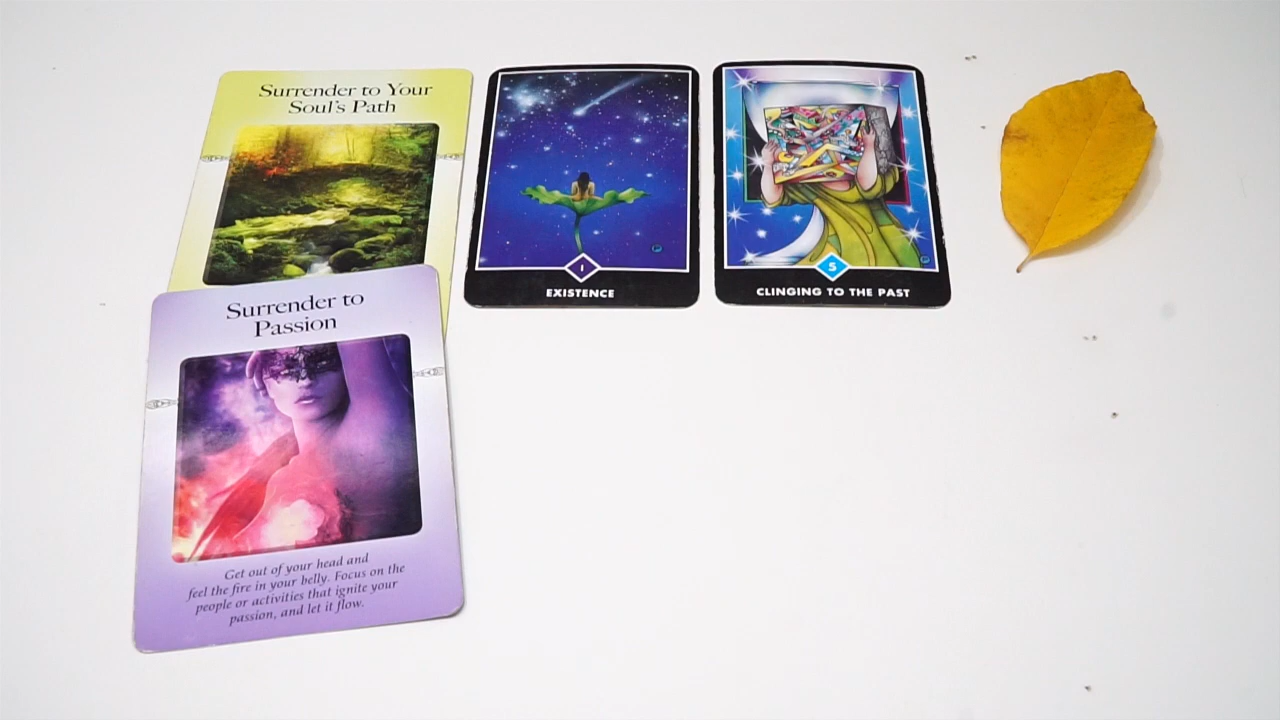 Surrender to Your
Soul's Path
I
EXISTENCE
5
CLINGING TO THE PAST
Surrender to
Passion
Get out of your head and
feel the fire in your belly. Focus on the
people or activities that ignite your
passion, and let it flow.